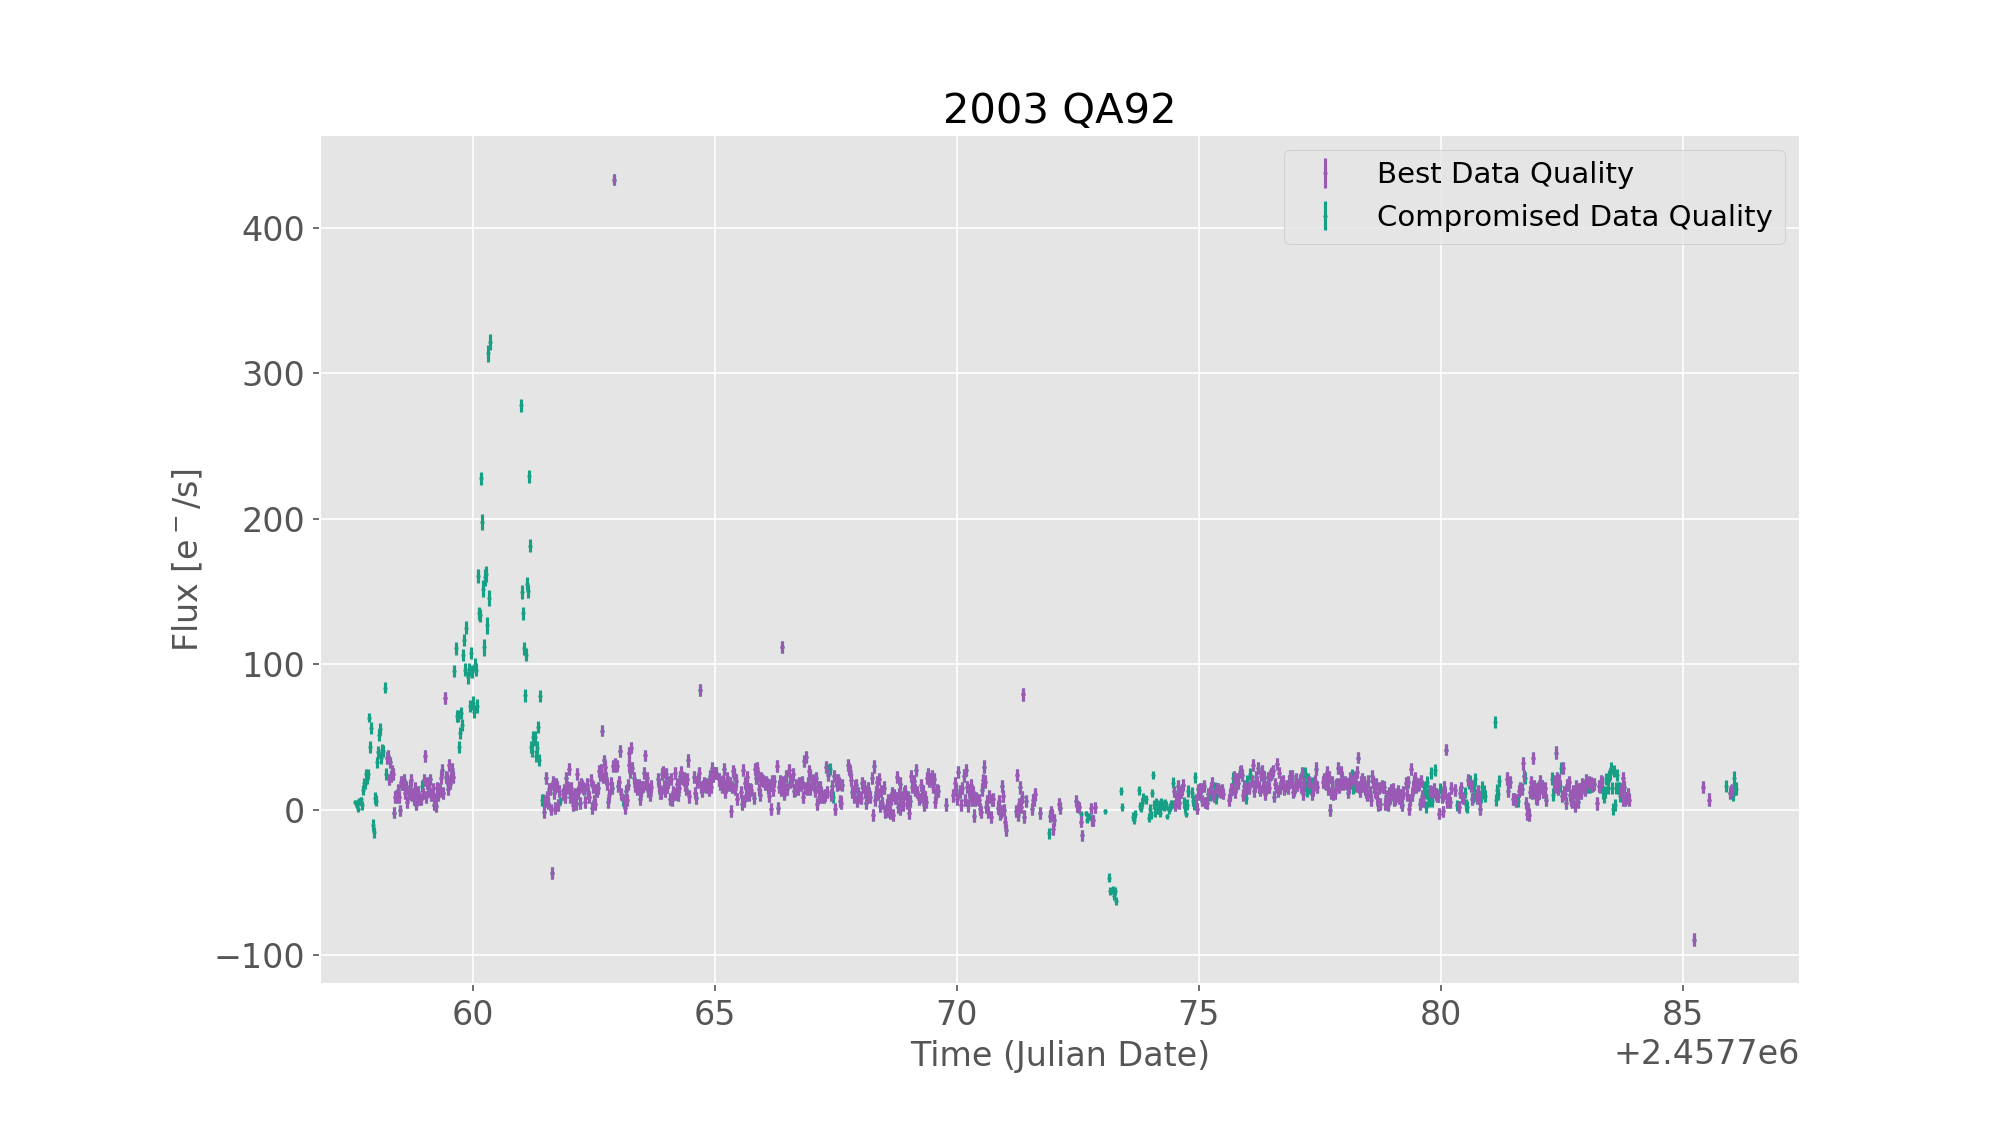 2003 QA92
Best Data Quality
Compromised Data Quality
400
300
200
100
0
−100
Flux [e⁻/s]
60 65 70 75 80 85
Time (Julian Date)
+2.4577e6